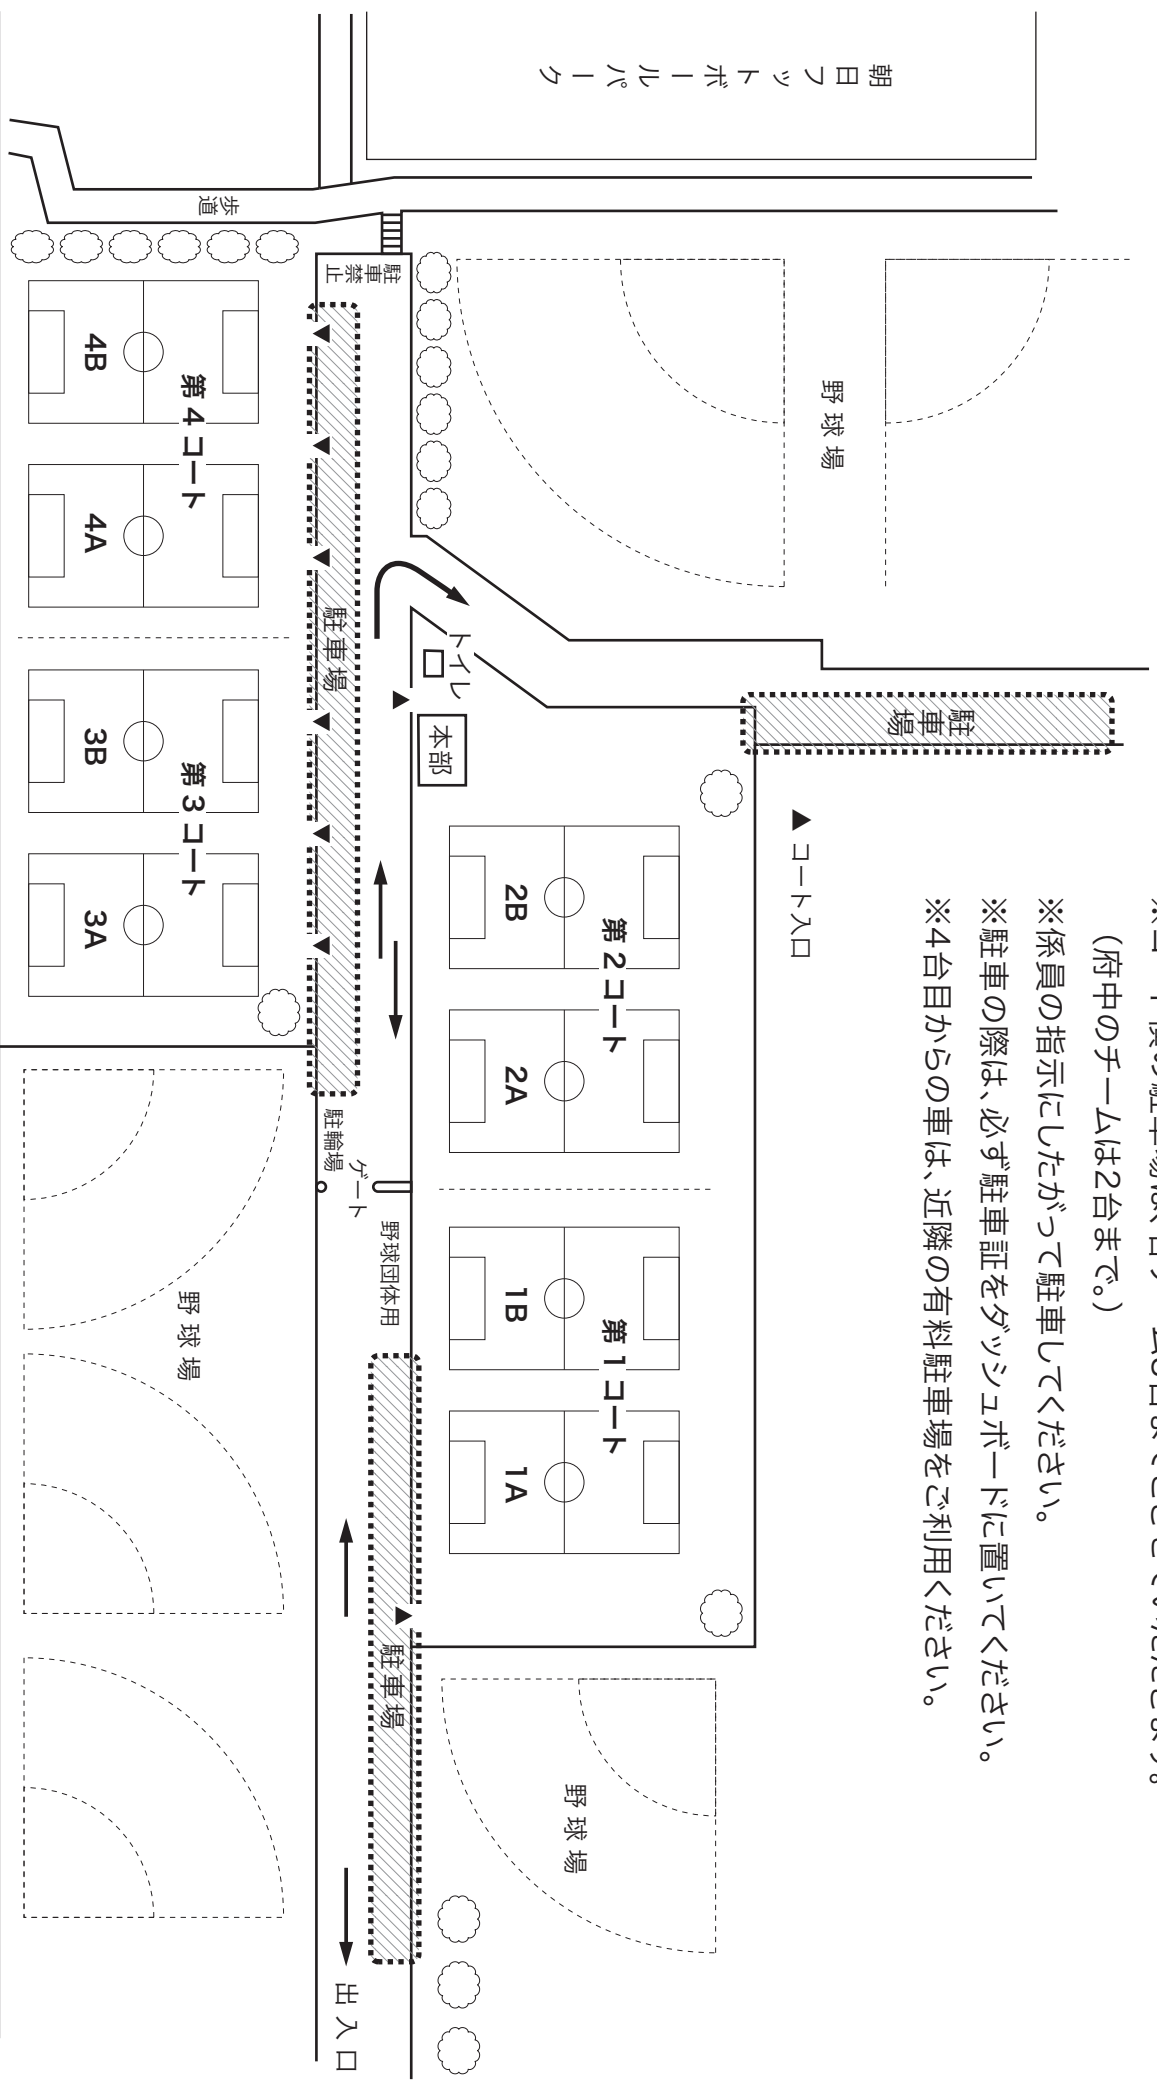 (府中のチームは2台まで。)
※係員の指示にしたがって駐車してください。
※駐車の際は、必ず駐車証をダッシュボードに置いてください。
※4台目からの車は、近隣の有料駐車場をご利用ください。
▲コート入口
朝日フットボールパーク
歩道
駐車禁止
野球場
駐車場
トイレ
本部
第2コート
2B
2A
第1コート
1B
1A
野球場
駐車場
第4コート
4B
4A
第3コート
3B
3A
駐輪場
ゲート
野球団体用
駐車場
野球場
出入口